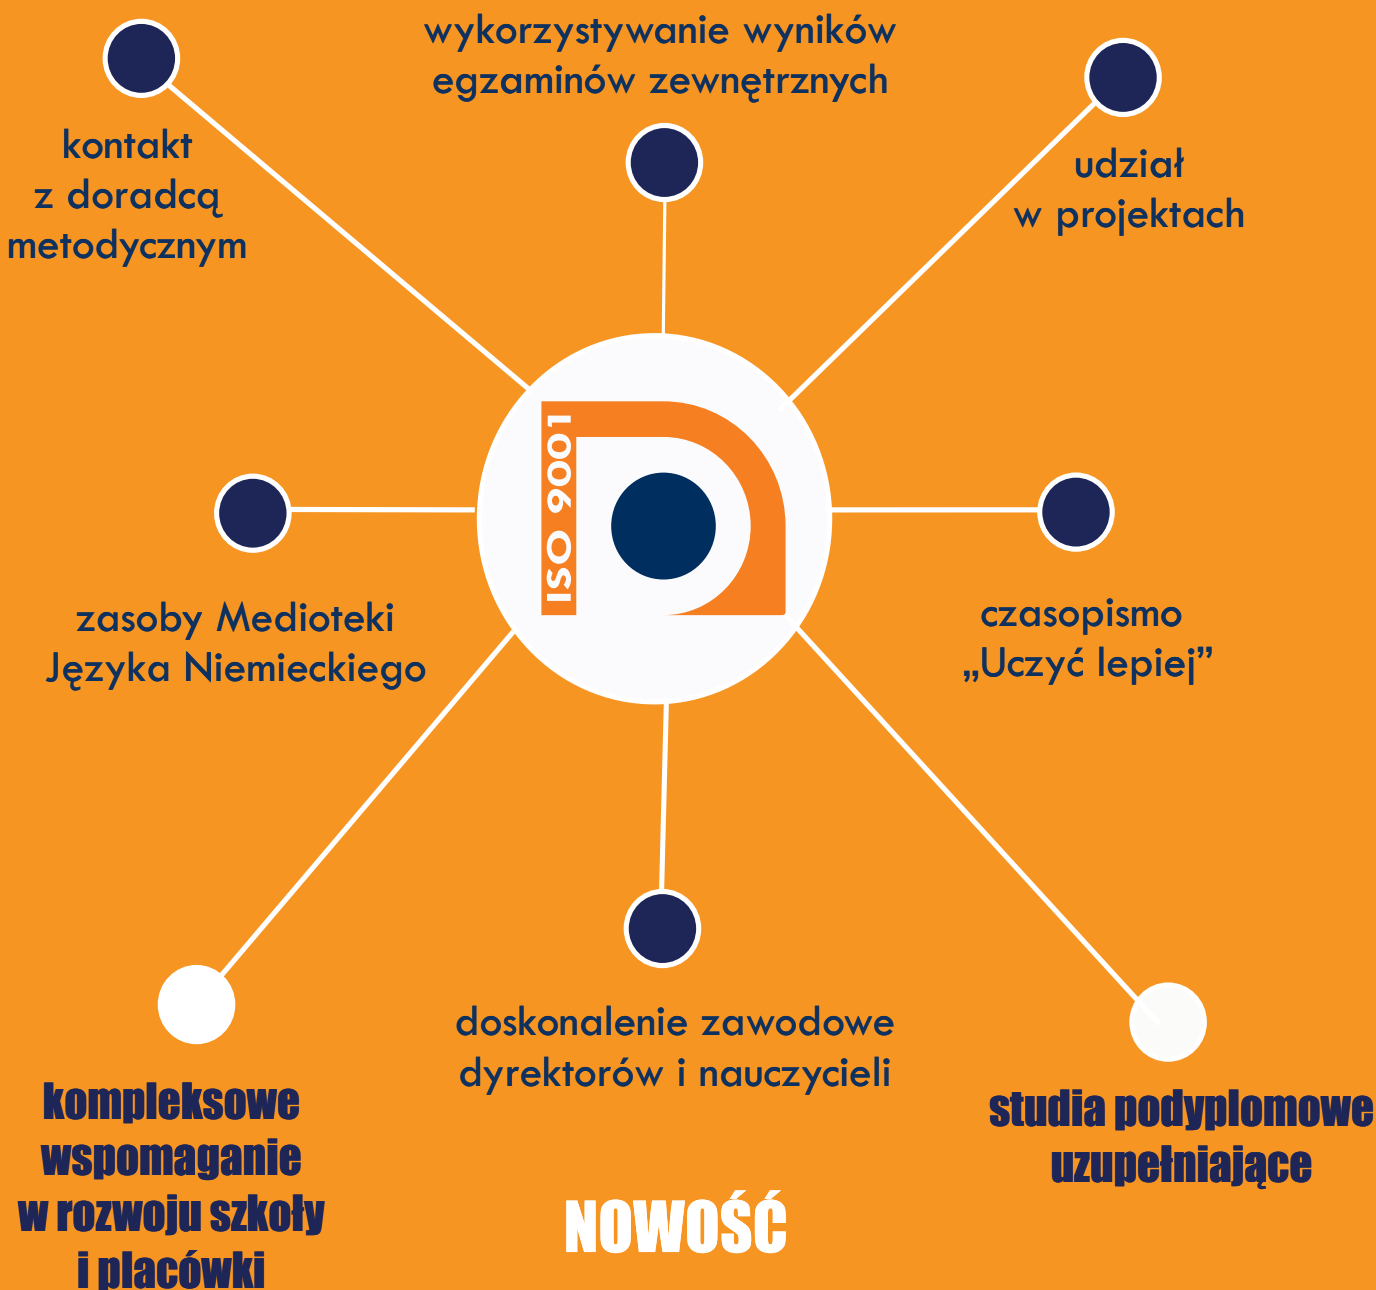 wykorzystywanie wyników
egzaminów zewnętrznych
kontakt
z doradcą
metodycznym
udział
w projektach
ISO 9001
zasoby Medioteki
Języka Niemieckiego
czasopismo
„Uczyć lepiej”
doskonalenie zawodowe
dyrektorów i nauczycieli
kompleksowe
wspomaganie
w rozwoju szkoły
i placówki
studia podyplomowe
uzupełniające
NOWOŚĆ